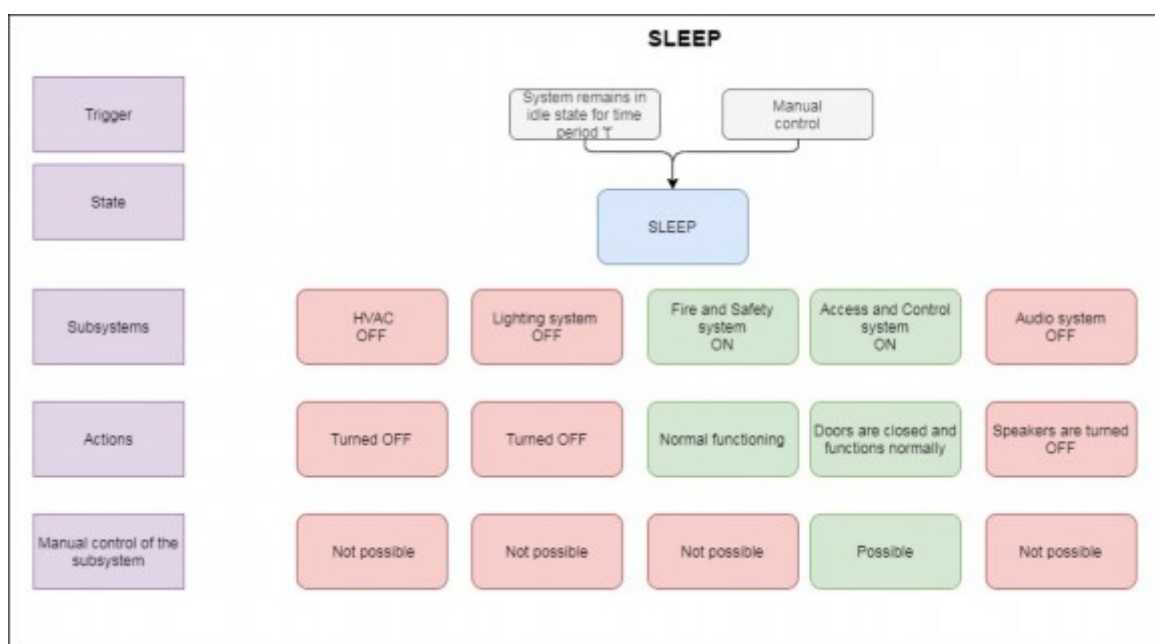 SLEEP
Trigger
System remains in
idle state for time
period 't'
Manual
control
State
SLEEP
Subsystems
HVAC
OFF
Lighting system
OFF
Fire and Safety
system
ON
Access and Control
system
ON
Audio system
OFF
Actions
Turned OFF
Turned OFF
Normal functioning
Doors are closed and
functions normally
Speakers are turned
OFF
Manual control of the
subsystem
Not possible
Not possible
Not possible
Possible
Not possible